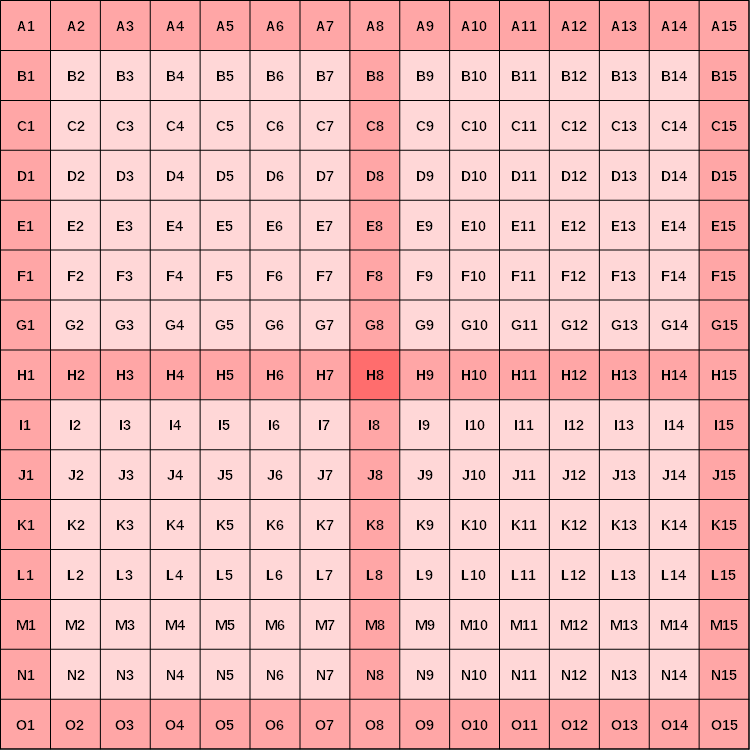 A1 A2 A3 A4 A5 A6 A7 A8 A9 A10 A11 A12 A13 A14 A15
B1 B2 B3 B4 B5 B6 B7 B8 B9 B10 B11 B12 B13 B14 B15
C1 C2 C3 C4 C5 C6 C7 C8 C9 C10 C11 C12 C13 C14 C15
D1 D2 D3 D4 D5 D6 D7 D8 D9 D10 D11 D12 D13 D14 D15
E1 E2 E3 E4 E5 E6 E7 E8 E9 E10 E11 E12 E13 E14 E15
F1 F2 F3 F4 F5 F6 F7 F8 F9 F10 F11 F12 F13 F14 F15
G1 G2 G3 G4 G5 G6 G7 G8 G9 G10 G11 G12 G13 G14 G15
H1 H2 H3 H4 H5 H6 H7 H8 H9 H10 H11 H12 H13 H14 H15
I1 I2 I3 I4 I5 I6 I7 I8 I9 I10 I11 I12 I13 I14 I15
J1 J2 J3 J4 J5 J6 J7 J8 J9 J10 J11 J12 J13 J14 J15
K1 K2 K3 K4 K5 K6 K7 K8 K9 K10 K11 K12 K13 K14 K15
L1 L2 L3 L4 L5 L6 L7 L8 L9 L10 L11 L12 L13 L14 L15
M1 M2 M3 M4 M5 M6 M7 M8 M9 M10 M11 M12 M13 M14 M15
N1 N2 N3 N4 N5 N6 N7 N8 N9 N10 N11 N12 N13 N14 N15
O1 O2 O3 O4 O5 O6 O7 O8 O9 O10 O11 O12 O13 O14 O15